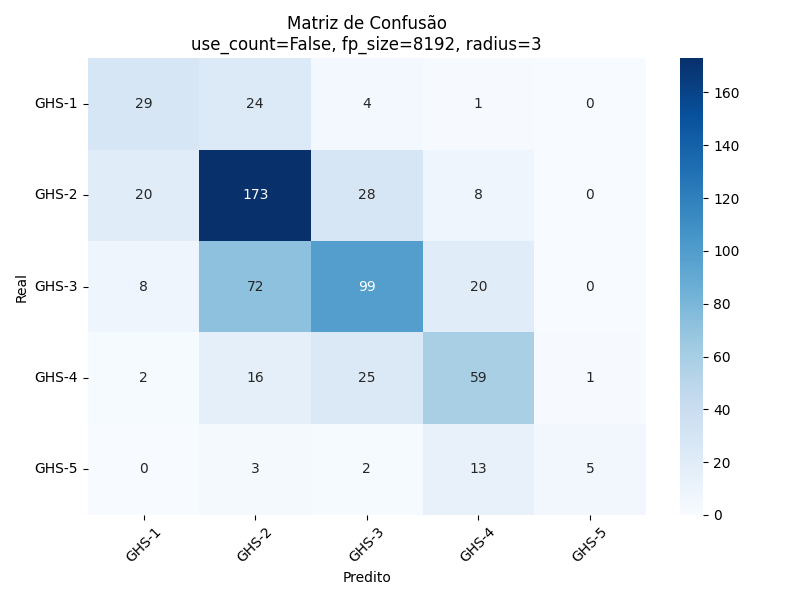 Matriz de Confusão
use_count=False, fp_size=8192, radius=3
GHS-1 29 24 4 1 0
GHS-2 20 173 28 8 0
GHS-3 8 72 99 20 0
GHS-4 2 16 25 59 1
GHS-5 0 3 2 13 5
GHS-1 GHS-2 GHS-3 GHS-4 GHS-5
Predito
Real
160
140
120
100
80
60
40
20
0